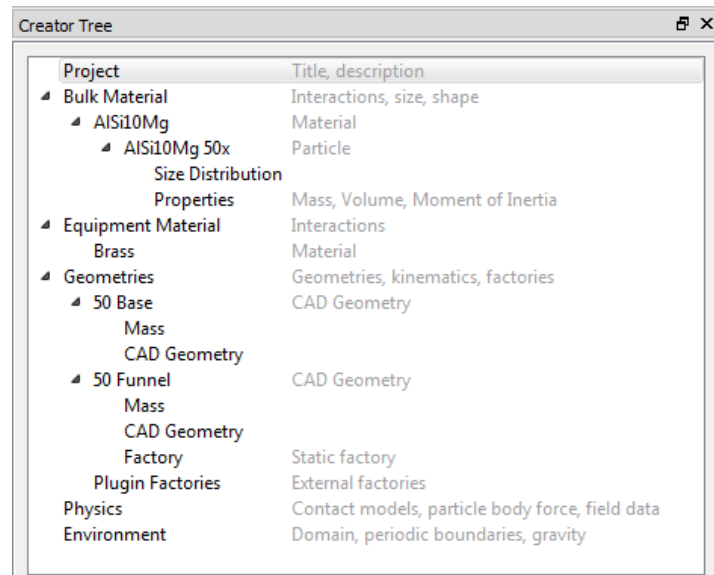 Creator Tree
Project Title, description
Bulk Material Interactions, size, shape
AlSi10Mg Material
AlSi10Mg 50x Particle
Size Distribution
Properties Mass, Volume, Moment of Inertia
Equipment Material Interactions
Brass Material
Geometries Geometries, kinematics, factories
50 Base CAD Geometry
Mass
CAD Geometry
50 Funnel CAD Geometry
Mass
CAD Geometry
Factory Static factory
Plugin Factories External factories
Physics Contact models, particle body force, field data
Environment Domain, periodic boundaries, gravity